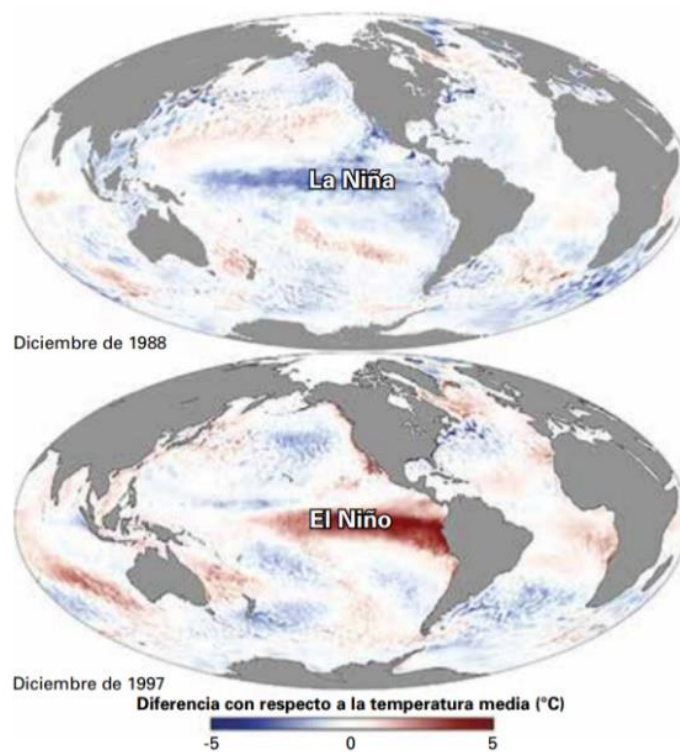 La Niña
Diciembre de 1988
El Niño
Diciembre de 1997
Diferencia con respecto a la temperatura media (°C)
-5 0 5